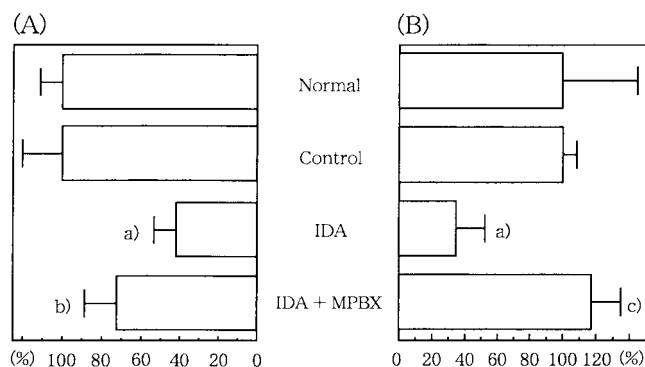 (A) (B)
Normal
Control
a) IDA a)
b) IDA + MPBX c)
(%) 100 80 60 40 20 0 0 20 40 60 80 100 120 (%)